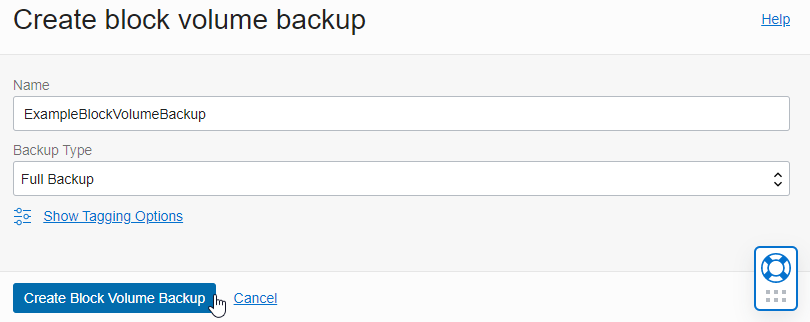 Create block volume backup
Help
Name
ExampleBlockVolumeBackup
Backup Type
Full Backup
Show Tagging Options
Create Block Volume Backup
Cancel